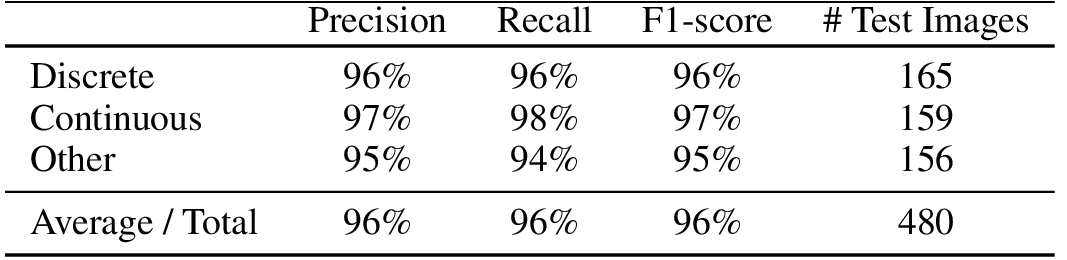 Precision Recall F1-score # Test Images
Discrete 96% 96% 96% 165
Continuous 97% 98% 97% 159
Other 95% 94% 95% 156
Average / Total 96% 96% 96% 480